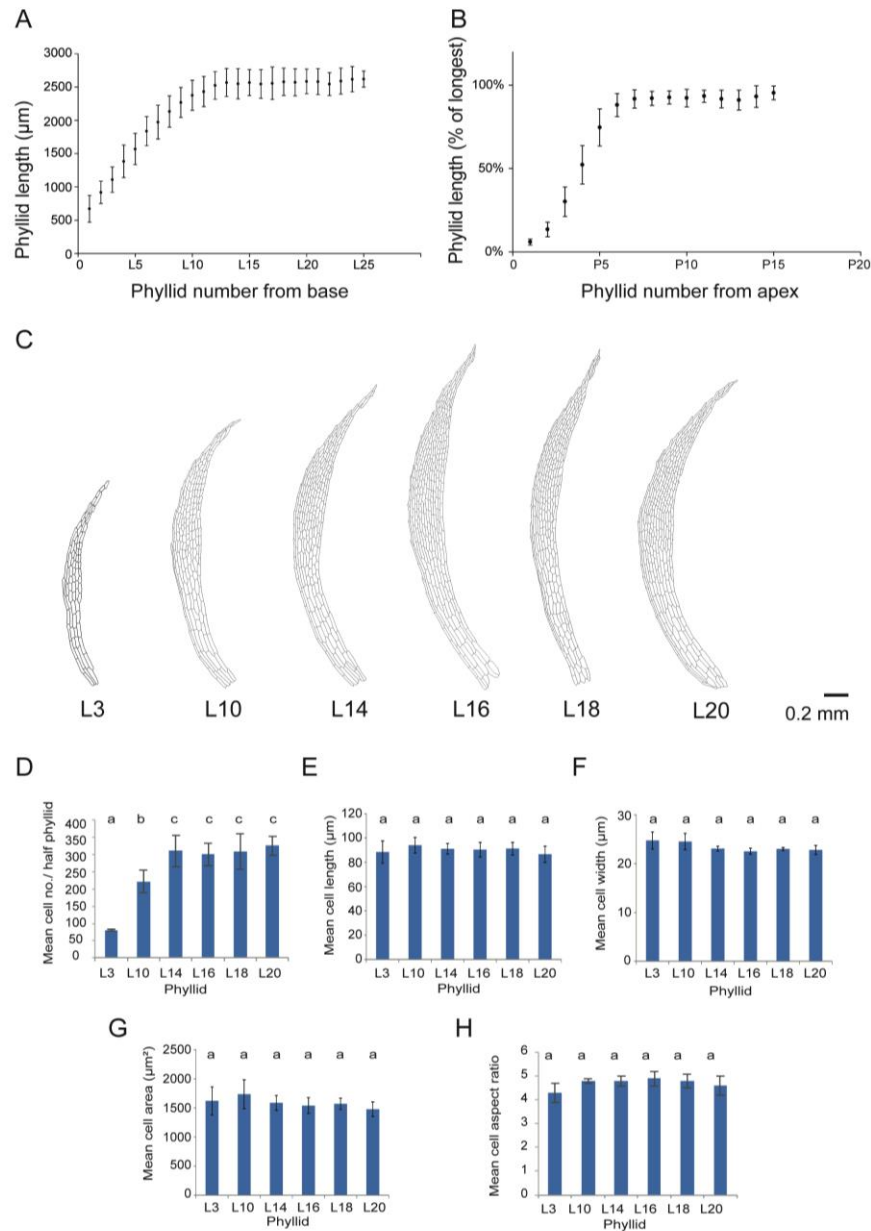 A
Phyllid length (µm)
3000
2500
2000
1500
1000
500
0
0 L5 L10 L15 L20 L25
Phyllid number from base
B
Phyllid length (% of longest)
100%
50%
0%
0 P5 P10 P15 P20
Phyllid number from apex
C
L3 L10 L14 L16 L18 L20
0.2 mm
D
Mean cell no./ half phyllid
400
350
300
250
200
150
100
50
0
a b c c c c
L3 L10 L14 L16 L18 L20
Phyllid
E
Mean cell length (µm)
120
100
80
60
40
20
0
a a a a a a
L3 L10 L14 L16 L18 L20
Phyllid
F
Mean cell width (µm)
30
20
10
0
a a a a a a
L3 L10 L14 L16 L18 L20
Phyllid
G
Mean cell area (µm²)
2500
2000
1500
1000
500
0
a a a a a a
L3 L10 L14 L16 L18 L20
Phyllid
H
Mean cell aspect ratio
6
5
4
3
2
1
0
a a a a a a
L3 L10 L14 L16 L18 L20
Phyllid